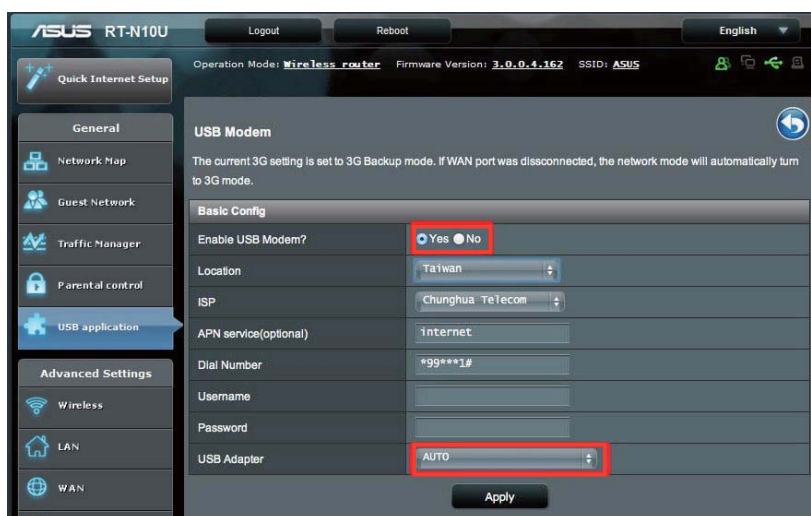 ASUS RT-N10U Logout Reboot English
Quick Internet Setup
Operation Mode: Wireless router Firmware Version: 3.0.0.4.162 SSID: ASUS
General
Network Map
Guest Network
Traffic Manager
Parental control
USB application
Advanced Settings
Wireless
LAN
WAN
USB Modem
The current 3G setting is set to 3G Backup mode. If WAN port was dissconnected, the network mode will automatically turn
to 3G mode.
Basic Config
Enable USB Modem? Yes No
Location Taiwan
ISP Chunghua Telecom
APN service(optional) internet
Dial Number *99***1#
Username
Password
USB Adapter AUTO
Apply